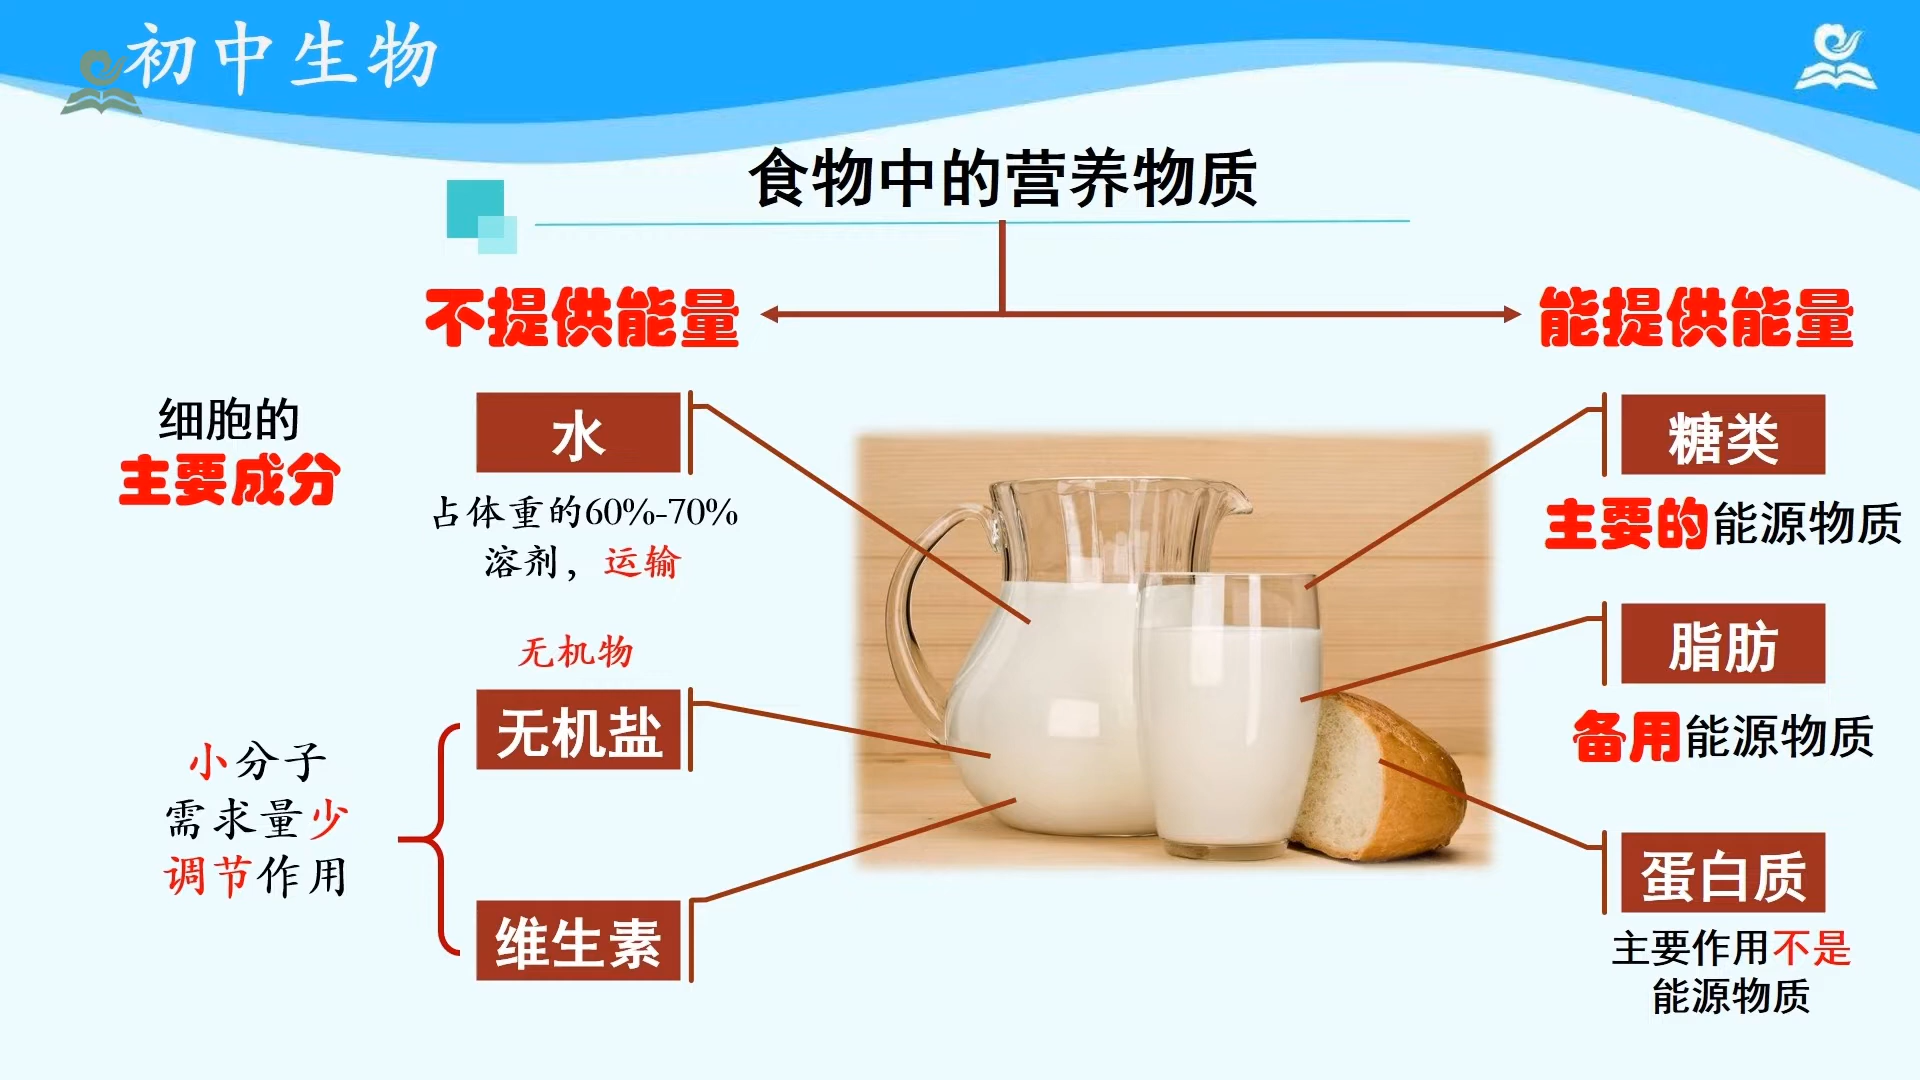 初中生物
食物中的营养物质
不提供能量
能提供能量
细胞的
主要成分
水
占体重的60%-70%
溶剂，运输
无机物
无机盐
小分子
需求量少
调节作用
维生素
糖类
主要的能源物质
脂肪
备用能源物质
蛋白质
主要作用不是
能源物质